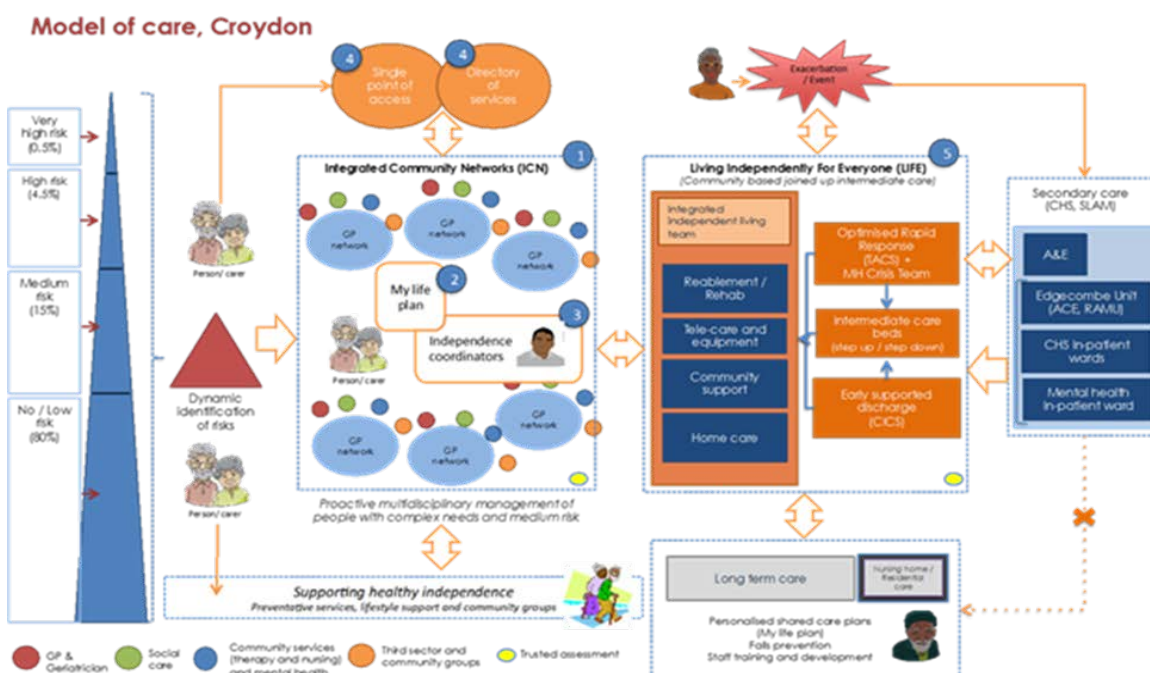 Model of care, Croydon
4
Single
point of
access
4
Directory
of
services
Exacerbation
/ Event
Very
high risk
(0.5%)
High risk
(4.5%)
Medium
risk
(15%)
No / Low
risk
(80%)
Person/ carer
Dynamic
identification
of risks
Person/ carer
1
Integrated Community Networks (ICN)
GP
network
GP
network
GP
network
2
My life
plan
3
Independence
coordinators
Person/ carer
GP
network
GP
network
GP
network
Proactive multidisciplinary management of
people with complex needs and medium risk
5
Living Independently For Everyone (LIFE)
(Community based joined up intermediate care)
Integrated
independent living
team
Reablement /
Rehab
Tele-care and
equipment
Community
support
Home care
Optimised Rapid
Response
(TACS) +
MH Crisis Team
Intermediate care
beds
(step up / step down)
Early supported
discharge
(CICS)
Secondary care
(CHS, SLAM)
A&E
Edgecombe Unit
(ACE, RAMU)
CHS in-patient
wards
Mental health
in-patient ward
Supporting healthy independence
Preventative services, lifestyle support and community groups
Long term care
Nursing home /
Residential
care
Personalised shared care plans
(My life plan)
Falls prevention
Staff training and development
GP &
Geriatrician
Social
care
Community services
(therapy and nursing)
and mental health
Third sector and
community groups
Trusted assessment